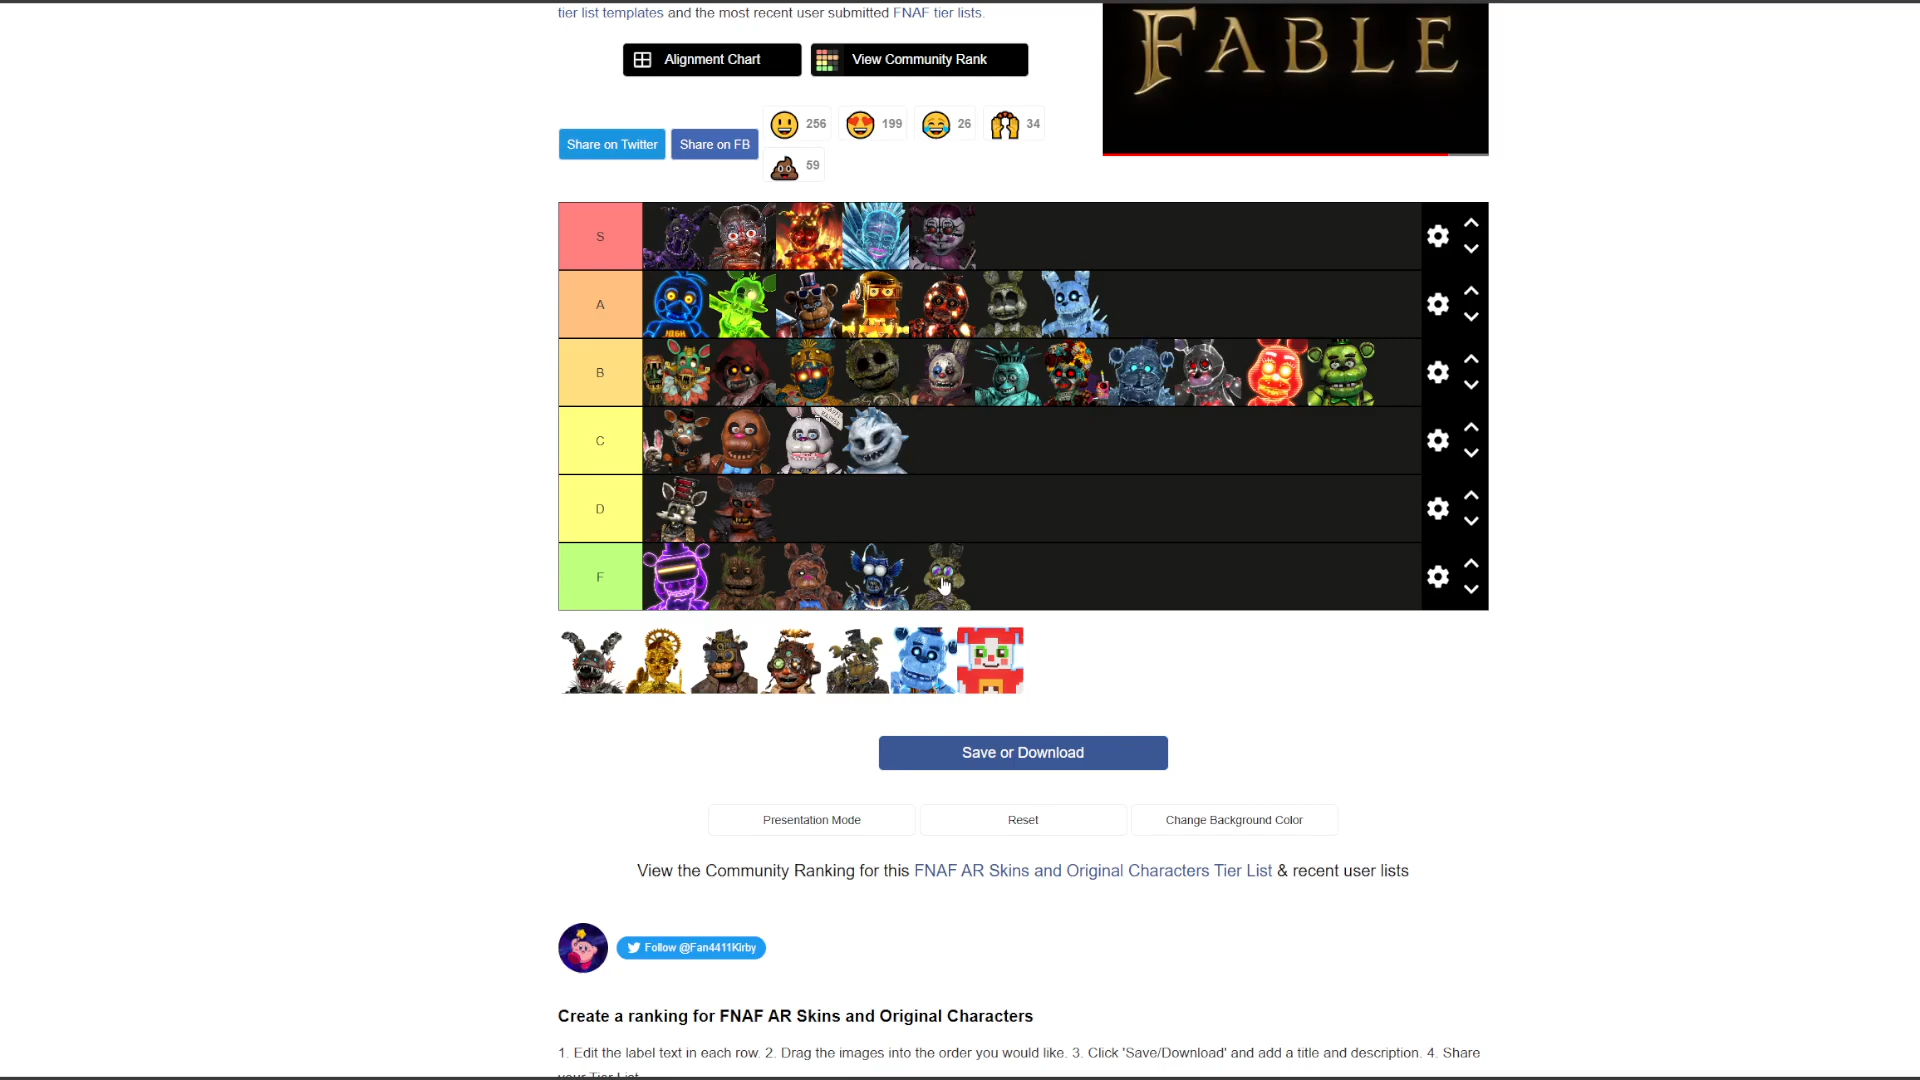 tier list templates and the most recent user submitted FNAF tier lists.
FABLE
Alignment Chart
View Community Rank
256
199
26
34
Share on Twitter
Share on FB
59
S
A
B
C
D
F
Save or Download
Presentation Mode
Reset
Change Background Color
View the Community Ranking for this FNAF AR Skins and Original Characters Tier List & recent user lists
Follow @Fan4411Kirby
Create a ranking for FNAF AR Skins and Original Characters
1. Edit the label text in each row. 2. Drag the images into the order you would like. 3. Click 'Save/Download' and add a title and description. 4. Share
your Tier List.